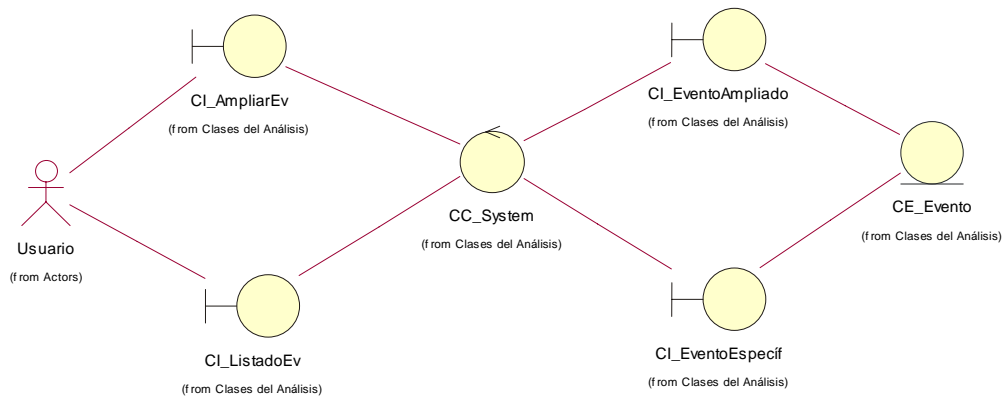 CI_AmpliarEv
(from Clases del Análisis)
CI_EventoAmpliado
(from Clases del Análisis)
Usuario
(from Actors)
CC_System
(from Clases del Análisis)
CE_Evento
(from Clases del Análisis)
CI_ListadoEv
(from Clases del Análisis)
CI_EventoEspecíf
(from Clases del Análisis)